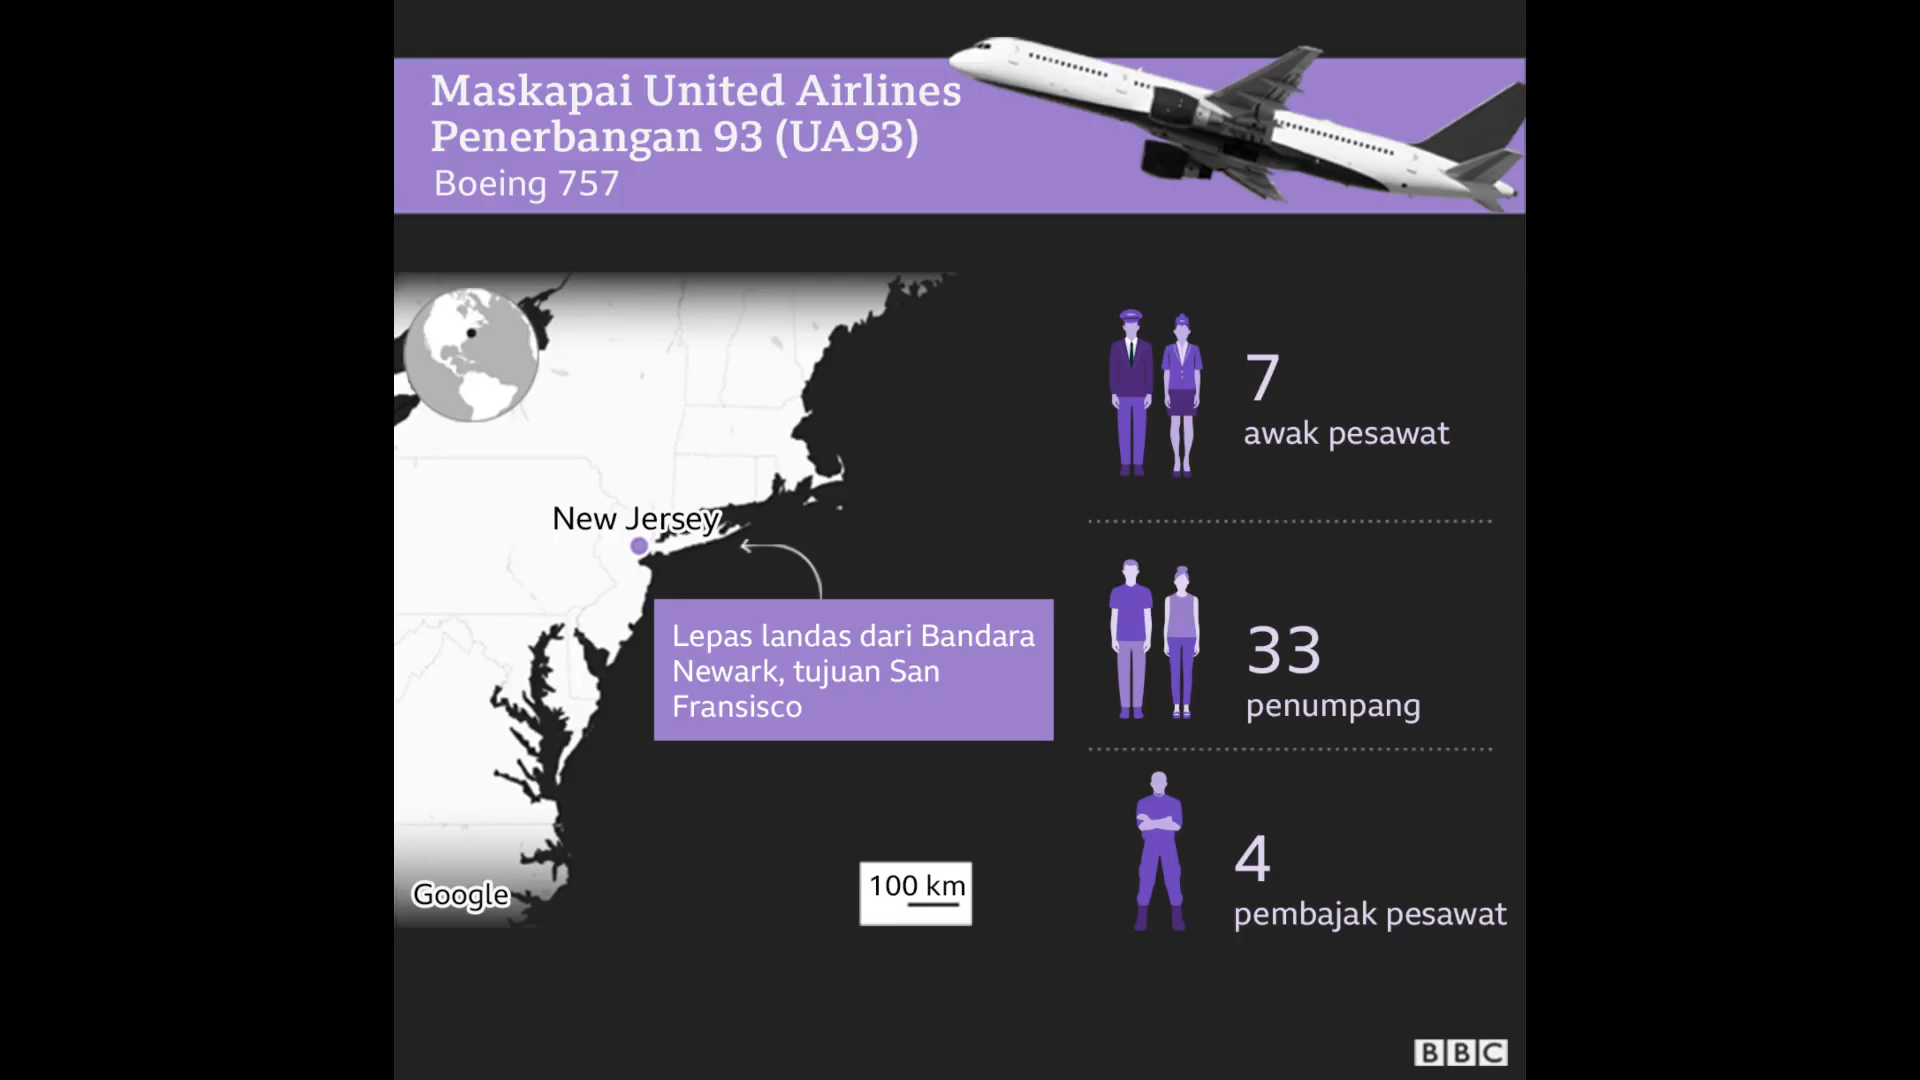 Maskapai United Airlines
Penerbangan 93 (UA93)
Boeing 757
7
awak pesawat
New Jersey
Lepas landas dari Bandara
Newark, tujuan San
Fransisco
33
penumpang
4
pembajak pesawat
100 km
Google
BBC